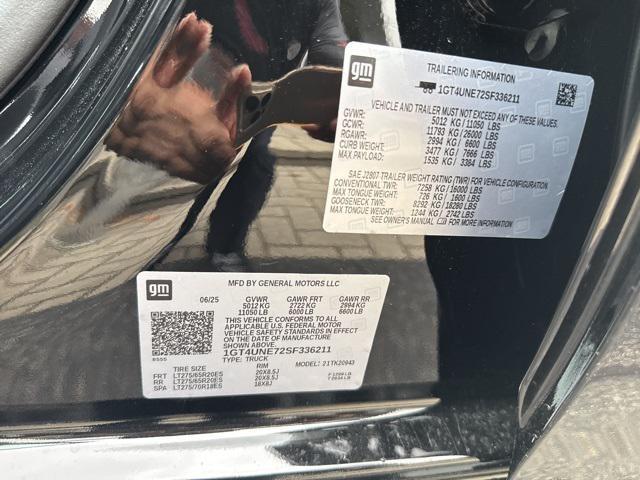 gm
TRAILERING INFORMATION
1GT4UNE72SF336211
VEHICLE AND TRAILER MUST NOT EXCEED ANY OF THESE VALUES.
GVWR: 5012 KG / 11050 LBS
GCWR: 11793 KG / 26000 LBS
RGAWR: 2994 KG / 6600 LBS
CURB WEIGHT: 3477 KG / 7666 LBS
MAX PAYLOAD: 1535 KG / 3384 LBS
SAE J2807 TRAILER WEIGHT RATING (TWR) FOR VEHICLE CONFIGURATION
CONVENTIONAL TWR: 7258 KG / 16000 LBS
MAX TONGUE WEIGHT: 726 KG / 1600 LBS
GOOSENECK TWR: 8292 KG / 18280 LBS
MAX TONGUE WEIGHT: 1244 KG / 2742 LBS
SEE OWNER'S MANUAL FOR MORE INFORMATION
gm
MFD BY GENERAL MOTORS LLC
06/25 GVWR GAWR FRT GAWR RR
5012 KG 2722 KG 2994 KG
11050 LB 6000 LB 6600 LB
THIS VEHICLE CONFORMS TO ALL
APPLICABLE U.S. FEDERAL MOTOR
VEHICLE SAFETY STANDARDS IN EFFECT
ON THE DATE OF MANUFACTURE
SHOWN ABOVE.
1GT4UNE72SF336211
TYPE: TRUCK MODEL: 21TK20943
TIRE SIZE RIM
FRT LT275/65R20ES 20X8.5J
RR LT275/65R20ES 20X8.5J
SPA LT275/70R18ES 18X8J